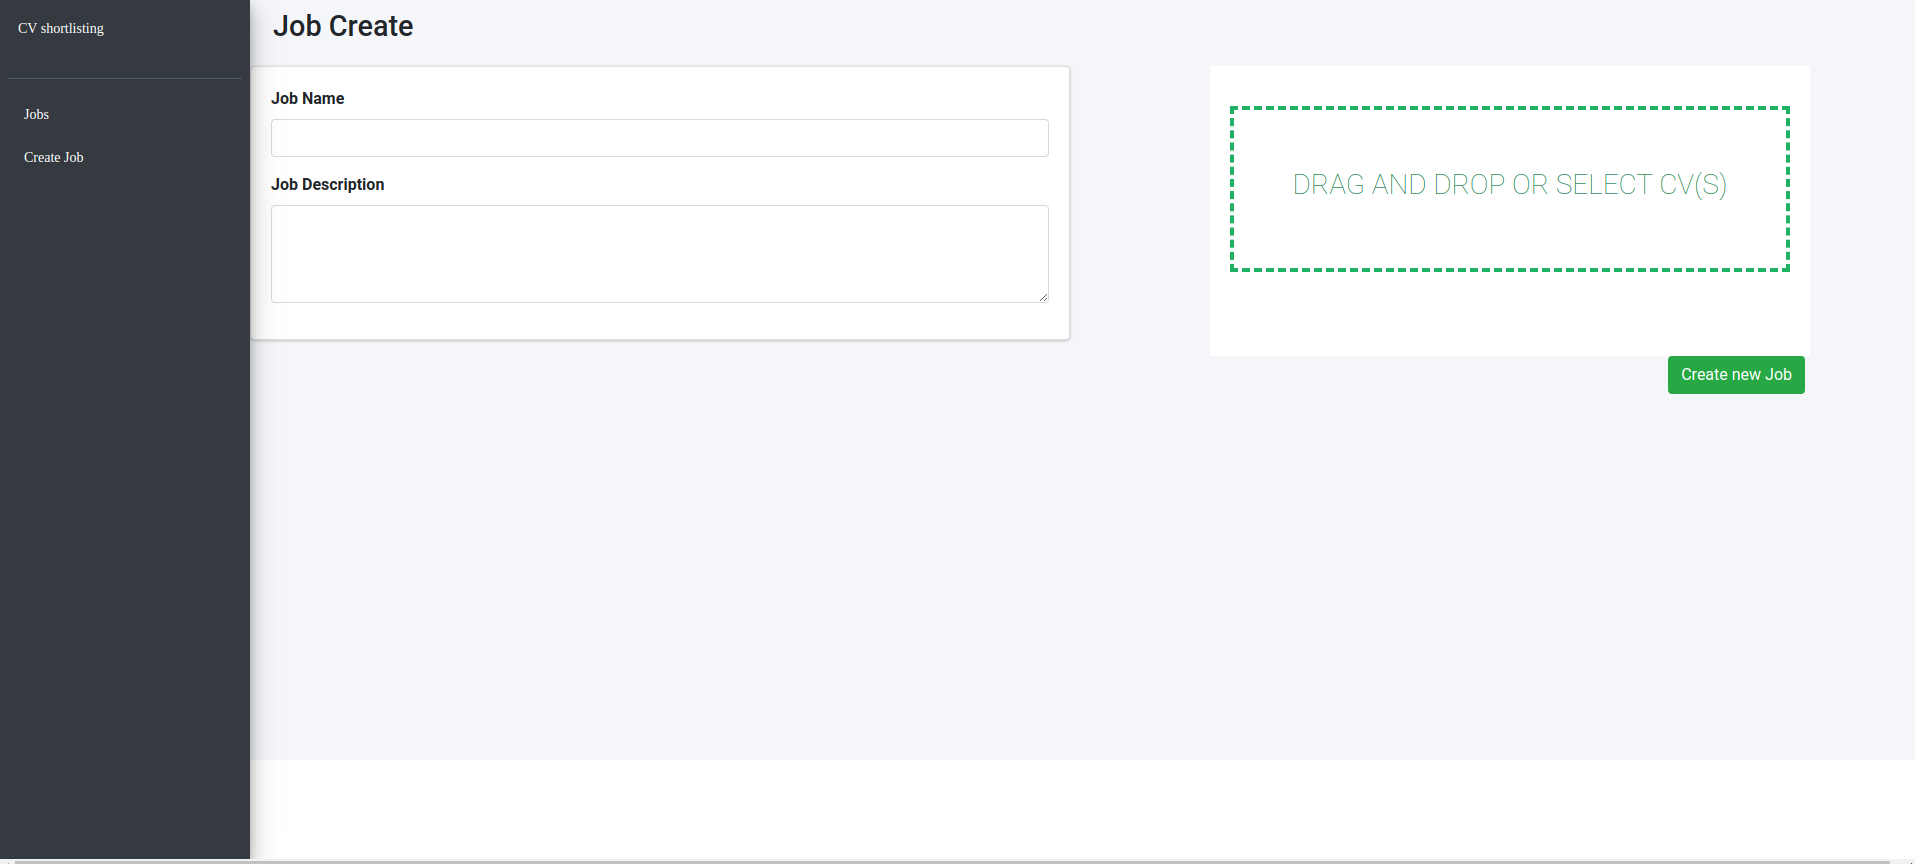 CV shortlisting
Jobs
Create Job
Job Create
Job Name
Job Description
DRAG AND DROP OR SELECT CV(S)
Create new Job